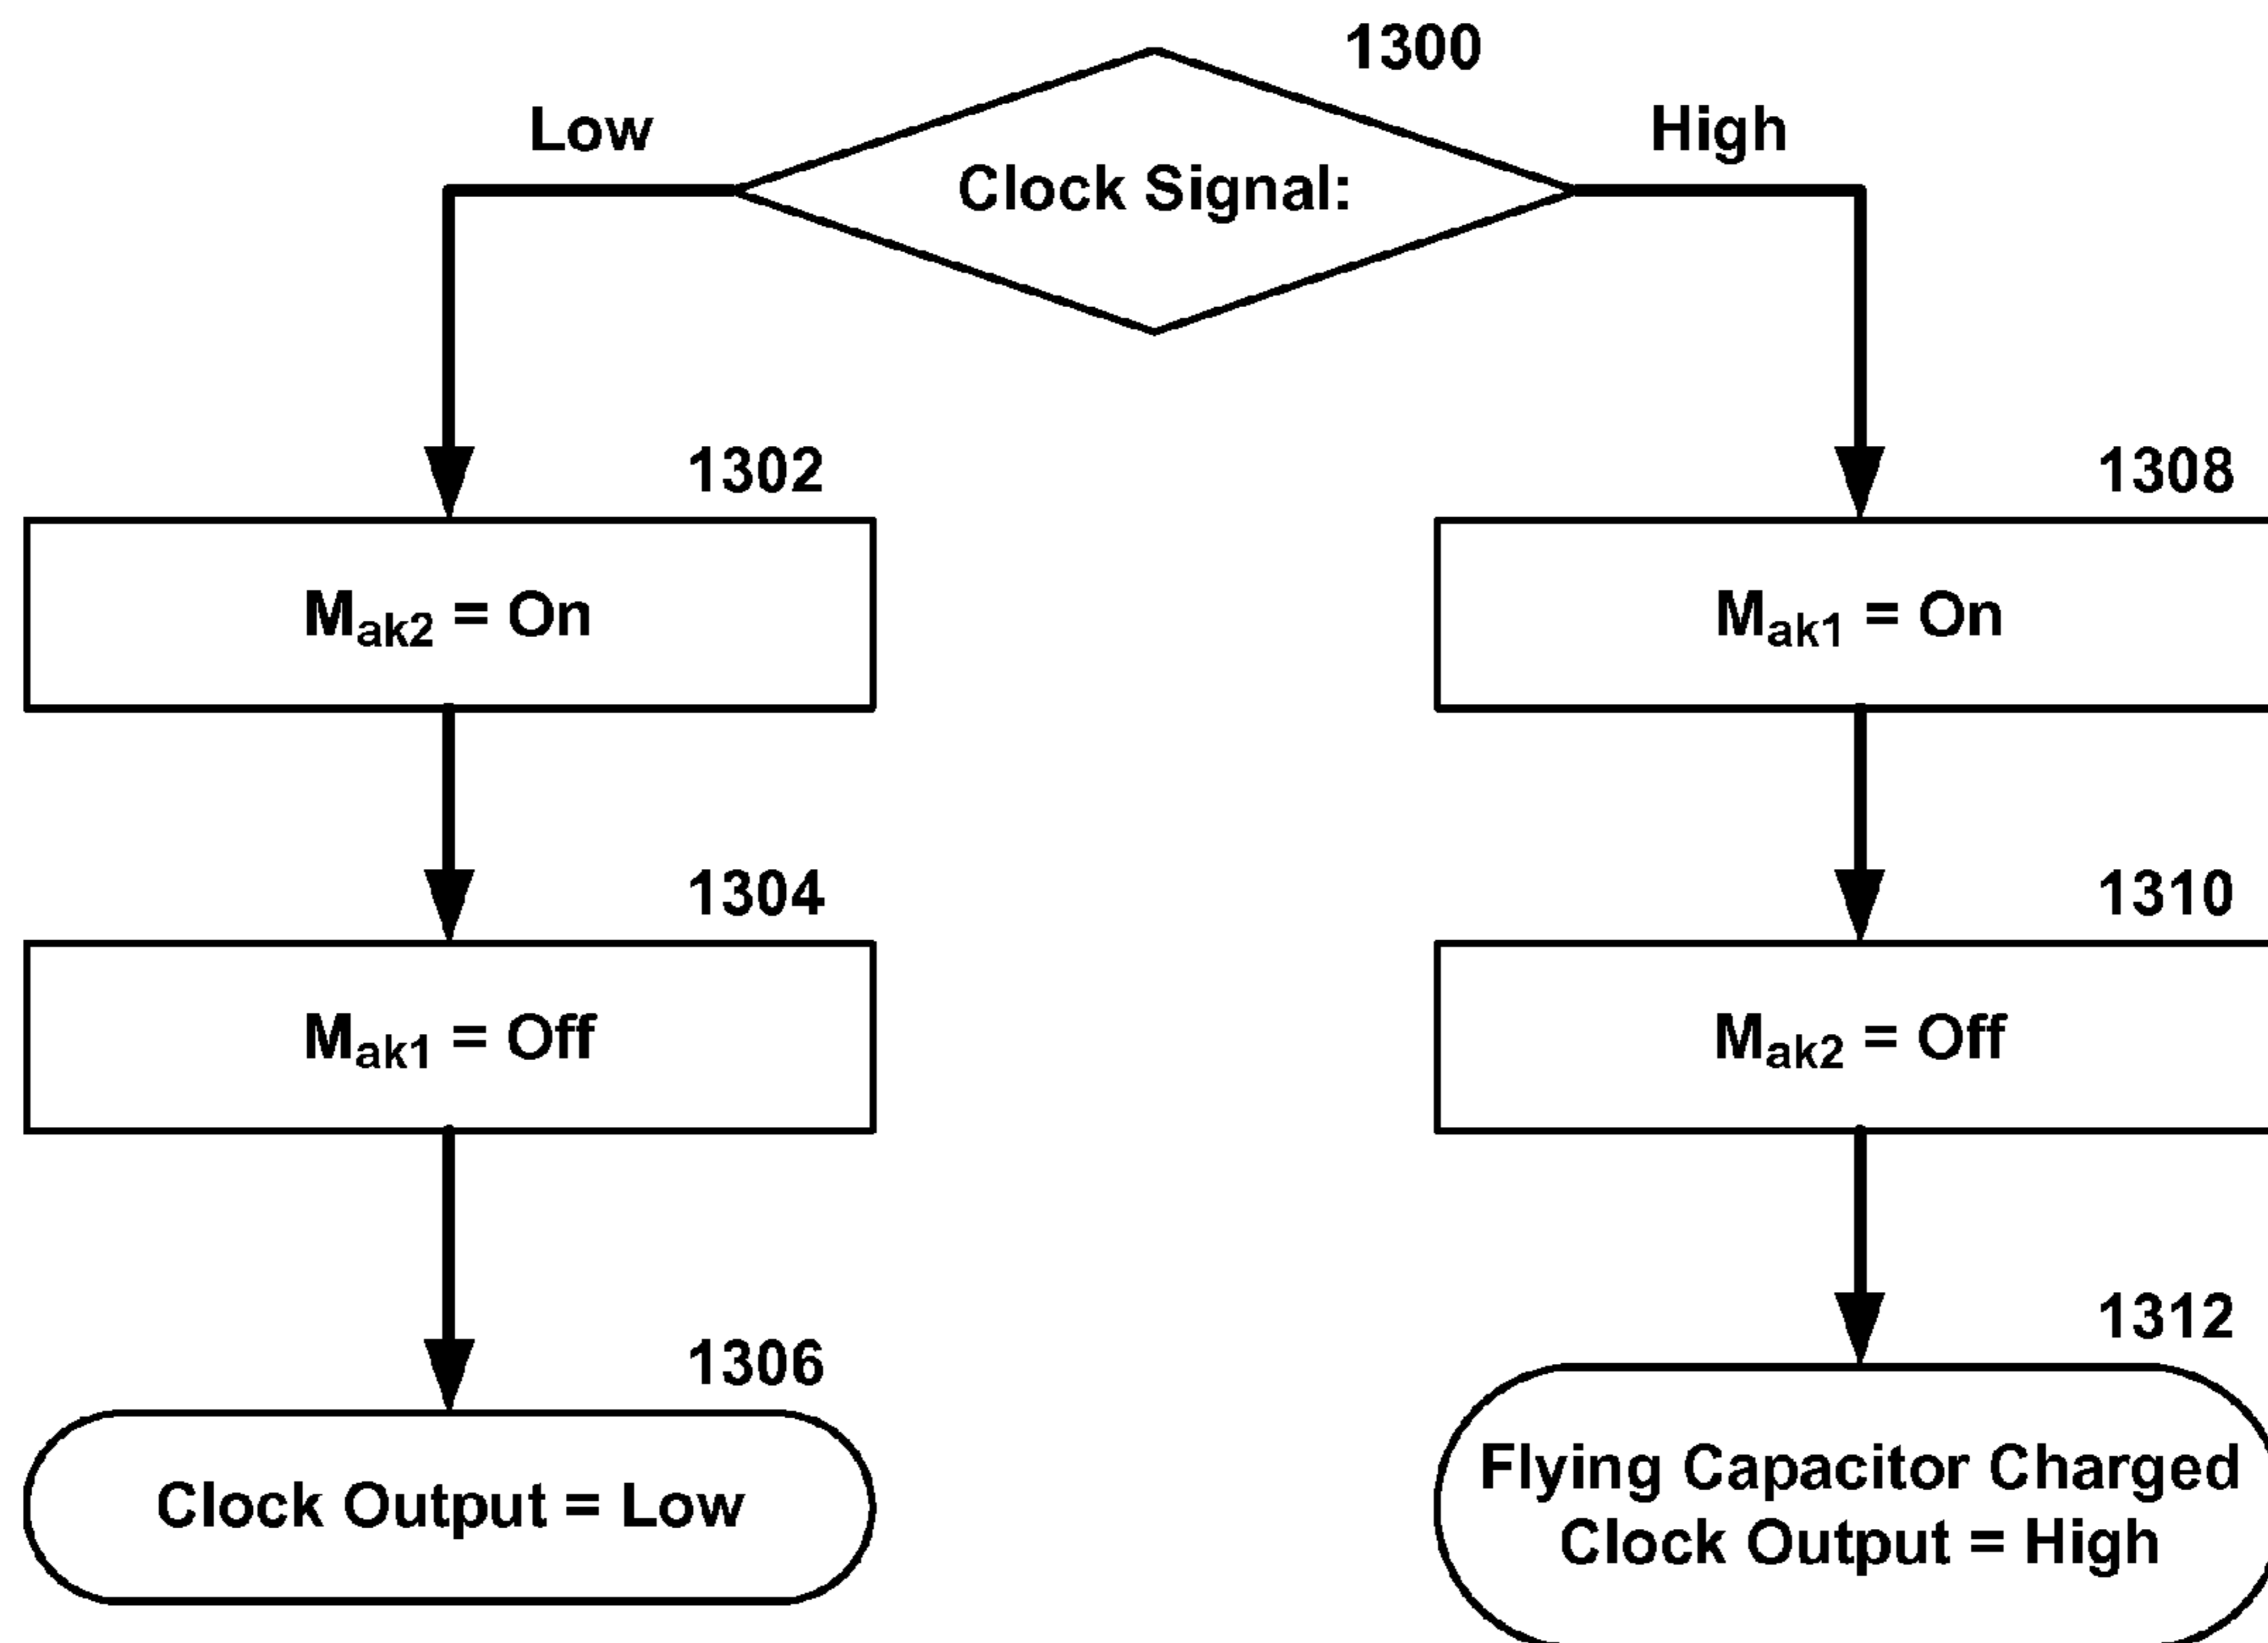 1300
Low
High
Clock Signal:
1302
1308
Mak2 = On
Mak1 = On
1304
1310
Mak1 = Off
Mak2 = Off
1306
1312
Clock Output = Low
Flying Capacitor Charged
Clock Output = High